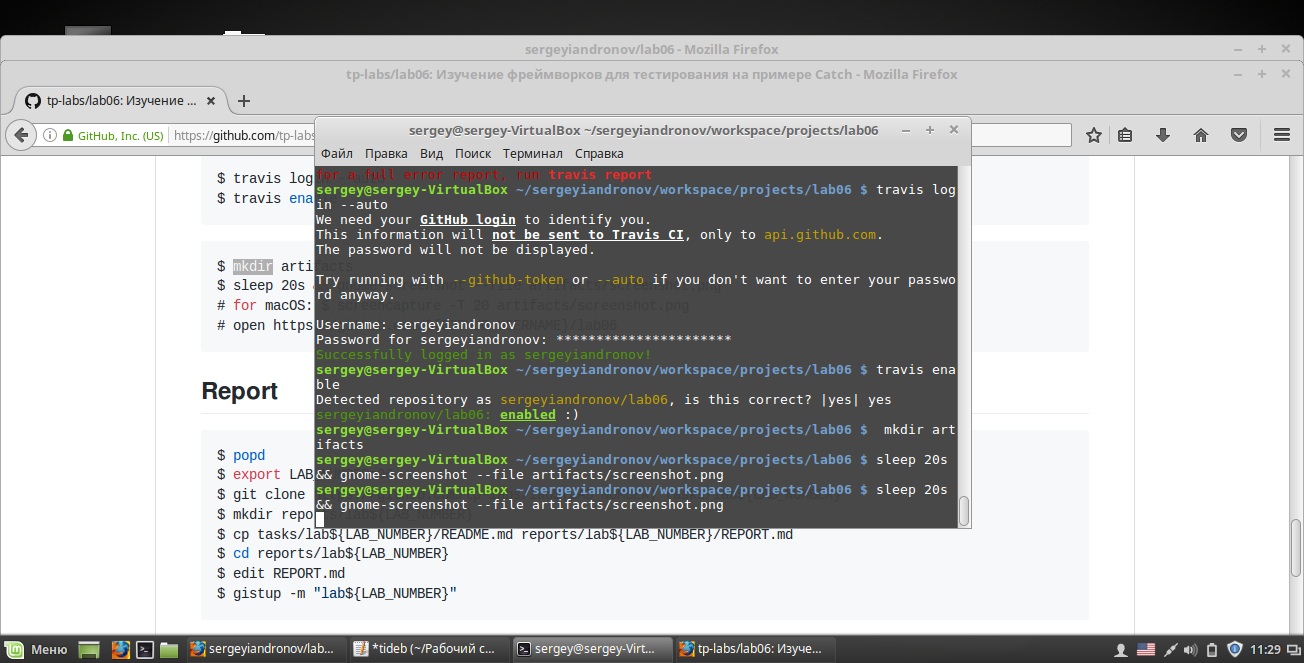 sergeyiandronov/lab06 - Mozilla Firefox
tp-labs/lab06: Изучение фреймворков для тестирования на примере Catch - Mozilla Firefox
tp-labs/lab06: Изучение ...
GitHub, Inc. (US) https://github.com/tp-labs
sergey@sergey-VirtualBox ~/sergeyiandronov/workspace/projects/lab06
Файл Правка Вид Поиск Терминал Справка
for a full error report, run travis report
sergey@sergey-VirtualBox ~/sergeyiandronov/workspace/projects/lab06 $ travis log
in --auto
We need your GitHub login to identify you.
This information will not be sent to Travis CI, only to api.github.com.
The password will not be displayed.
Try running with --github-token or --auto if you don't want to enter your passwo
rd anyway.
Username: sergeyiandronov
Password for sergeyiandronov: **********************
Successfully logged in as sergeyiandronov!
sergey@sergey-VirtualBox ~/sergeyiandronov/workspace/projects/lab06 $ travis ena
ble
Detected repository as sergeyiandronov/lab06, is this correct? |yes| yes
sergeyiandronov/lab06: enabled :)
sergey@sergey-VirtualBox ~/sergeyiandronov/workspace/projects/lab06 $  mkdir art
ifacts
sergey@sergey-VirtualBox ~/sergeyiandronov/workspace/projects/lab06 $ sleep 20s
&& gnome-screenshot --file artifacts/screenshot.png
sergey@sergey-VirtualBox ~/sergeyiandronov/workspace/projects/lab06 $ sleep 20s
&& gnome-screenshot --file artifacts/screenshot.png
$ travis log
$ travis ena
$ mkdir artifacts
$ sleep 20s
# for macOS: $ screencapture -T 20 artifacts/screenshot.png
# open https
Report
$ popd
$ export LAB
$ git clone
$ mkdir repo
$ cp tasks/lab${LAB_NUMBER}/README.md reports/lab${LAB_NUMBER}/REPORT.md
$ cd reports/lab${LAB_NUMBER}
$ edit REPORT.md
$ gistup -m "lab${LAB_NUMBER}"
Меню sergeyiandronov/lab... *tideb (~/Рабочий с... sergey@sergey-Virt... tp-labs/lab06: Изуче... 11:29